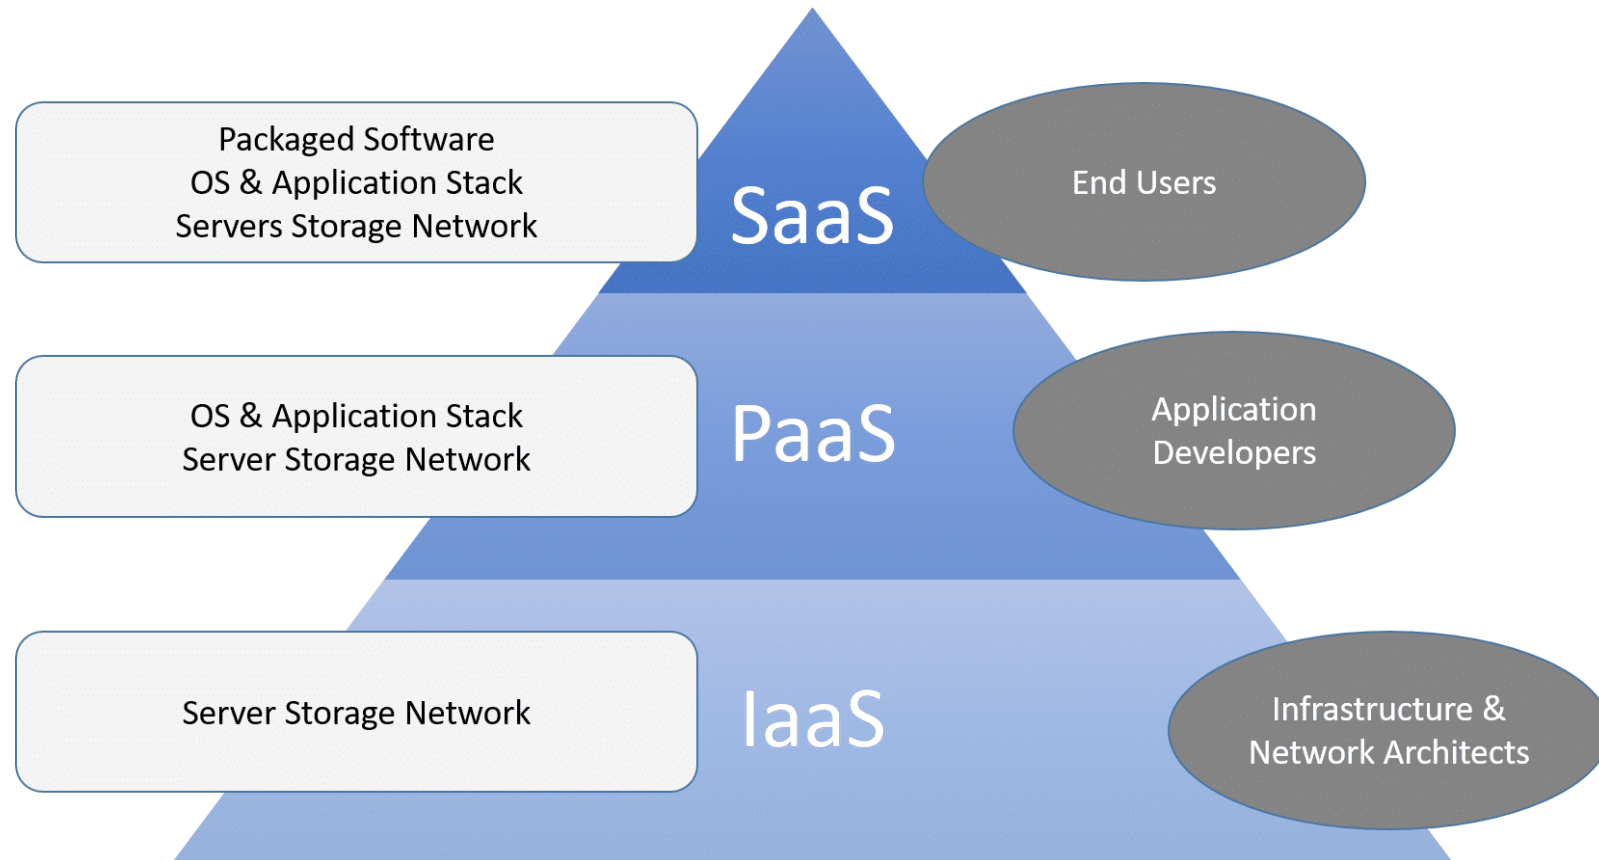 Packaged Software
OS & Application Stack
Servers Storage Network
SaaS
End Users
OS & Application Stack
Server Storage Network
PaaS
Application
Developers
Server Storage Network
IaaS
Infrastructure &
Network Architects